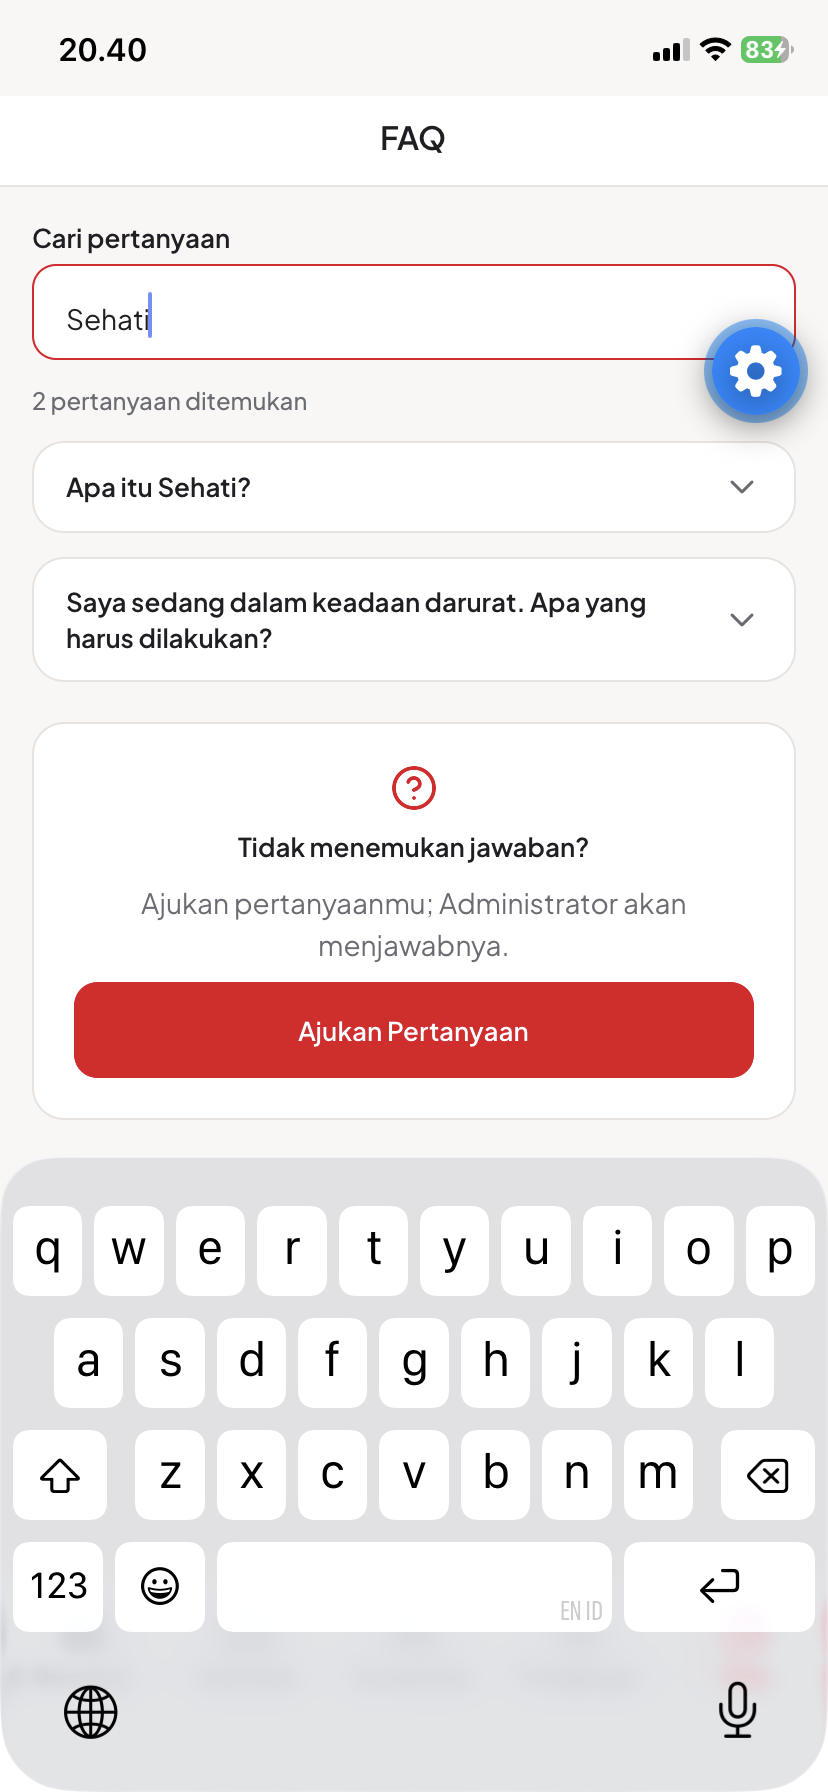 20.40
83
FAQ
Cari pertanyaan
Sehati
2 pertanyaan ditemukan
Apa itu Sehati?
Saya sedang dalam keadaan darurat. Apa yang
harus dilakukan?
Tidak menemukan jawaban?
Ajukan pertanyaanmu; Administrator akan
menjawabnya.
Ajukan Pertanyaan
q w e r t y u i o p
a s d f g h j k l
z x c v b n m
123
EN ID